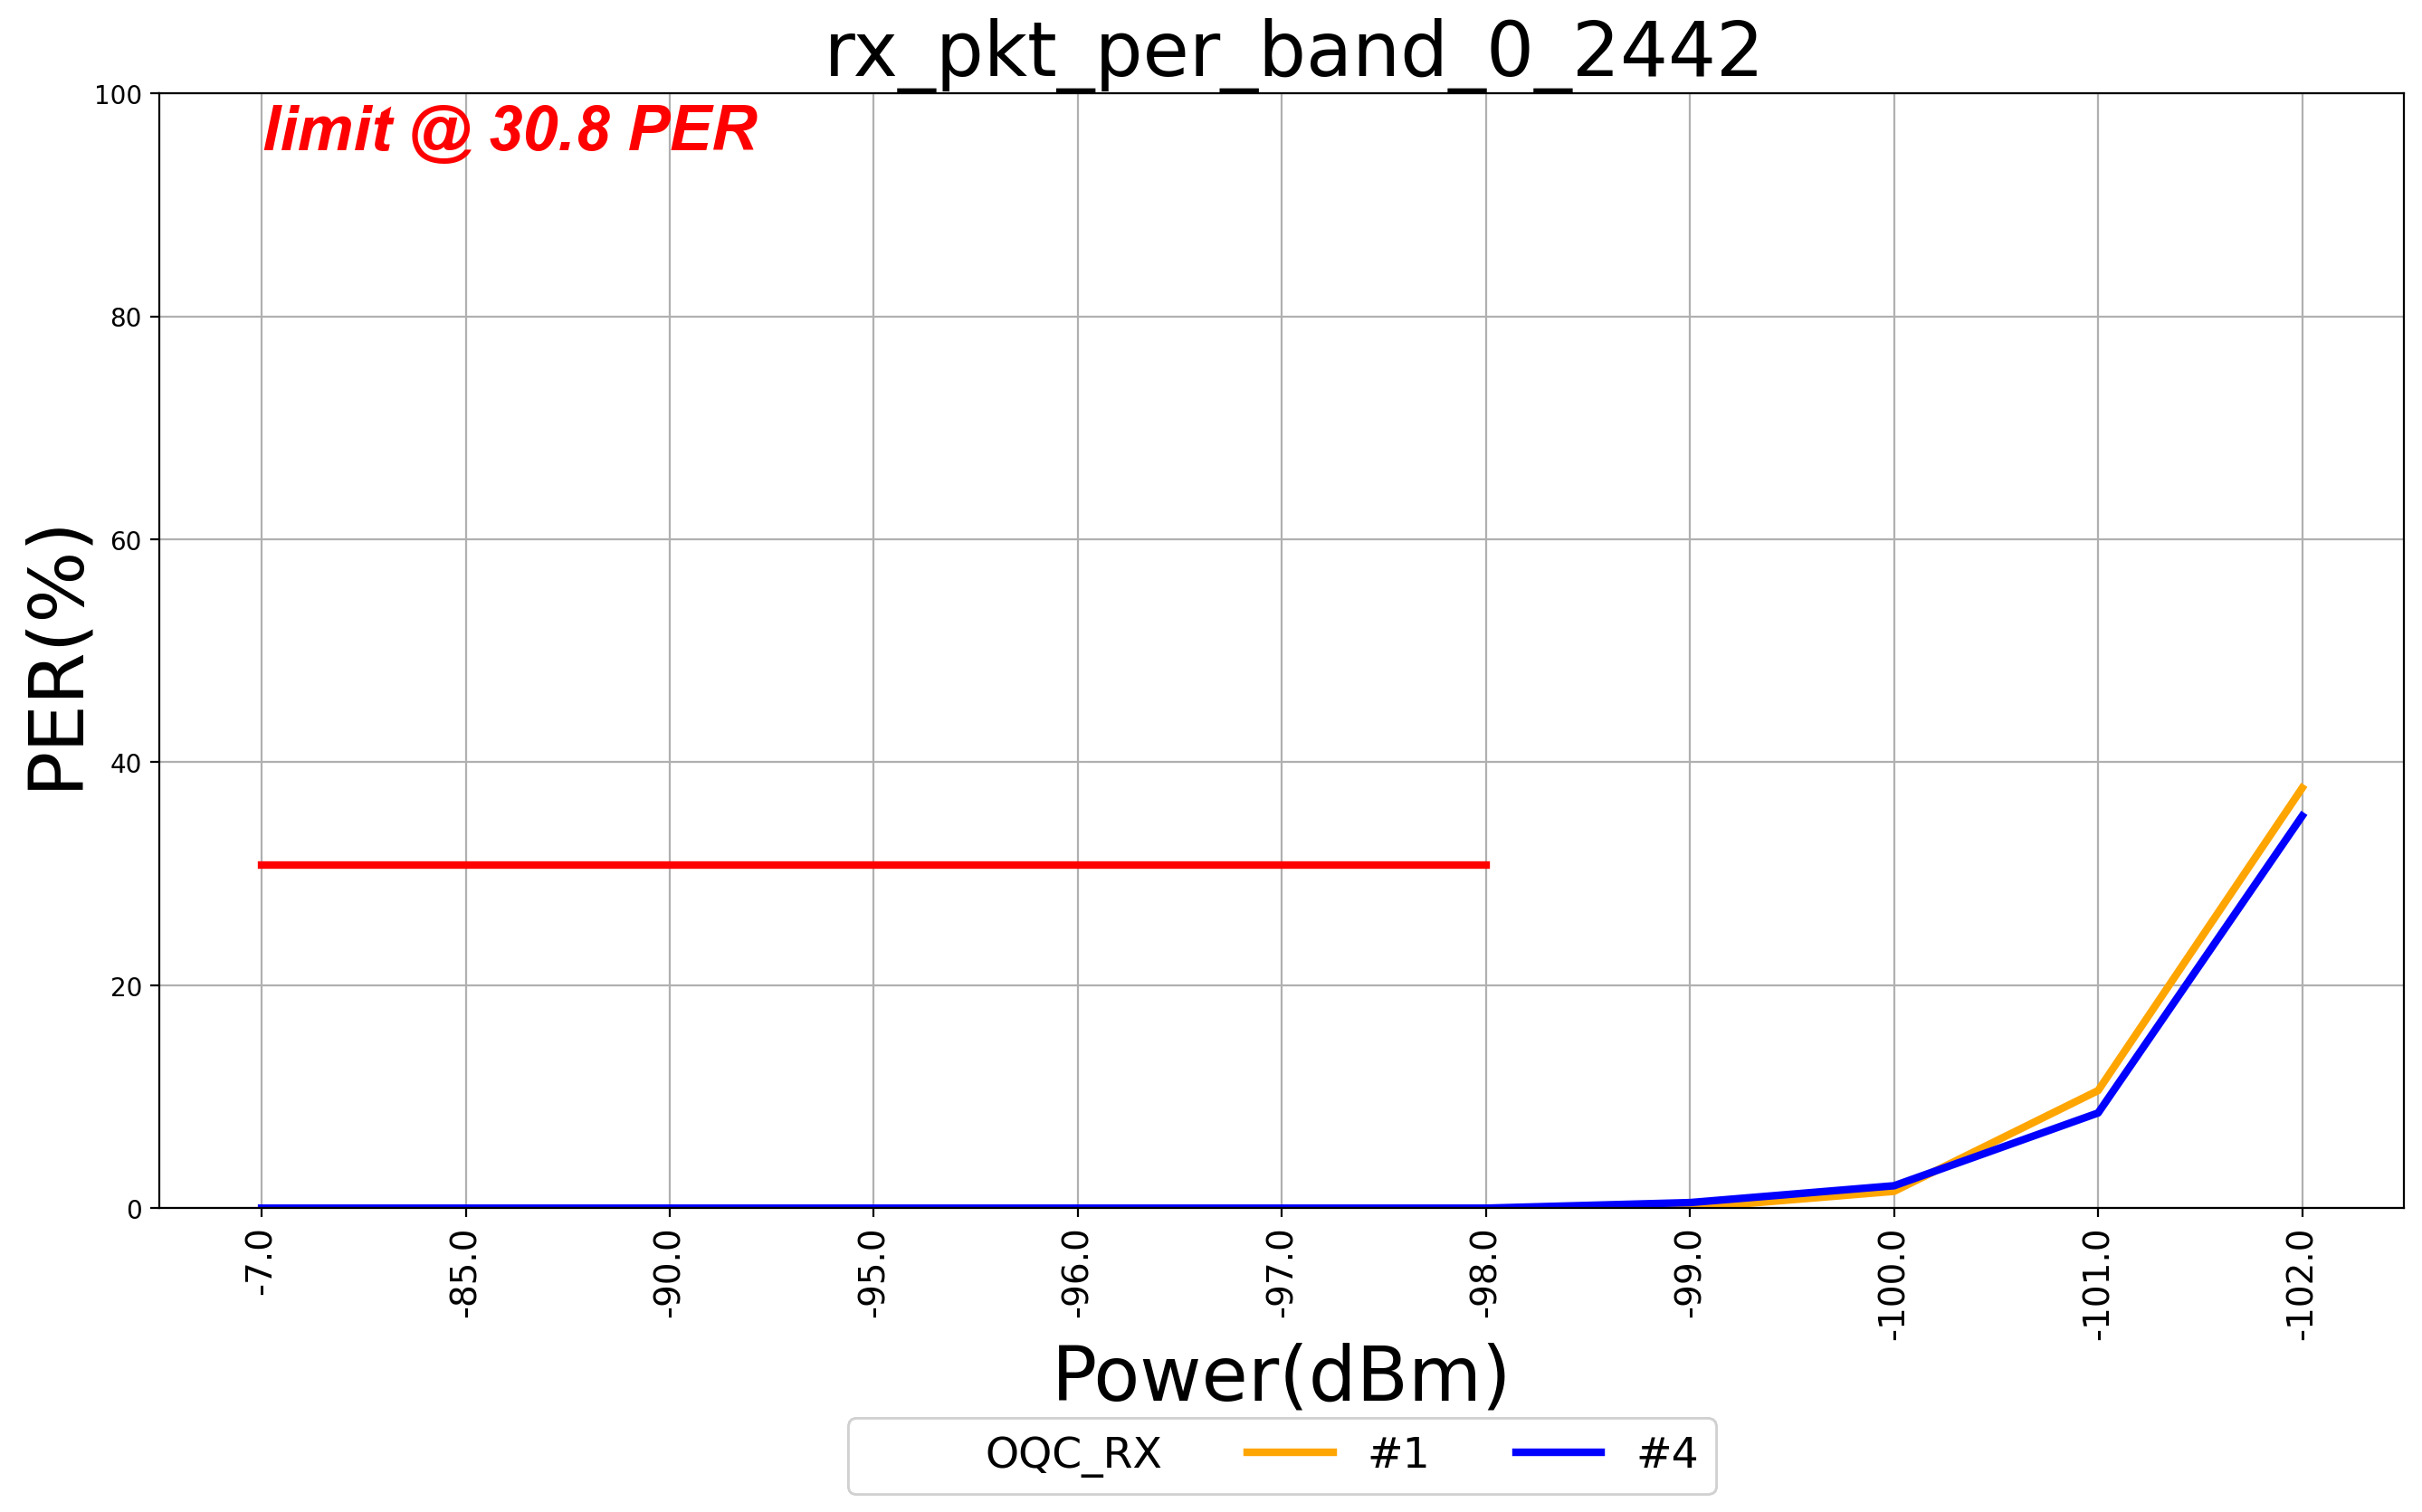 rx_pkt_per_band_0_2442
limit @ 30.8 PER
PER(%)
100
80
60
40
20
0
-7.0 -85.0 -90.0 -95.0 -96.0 -97.0 -98.0 -99.0 -100.0 -101.0 -102.0
Power(dBm)
OQC_RX #1 #4